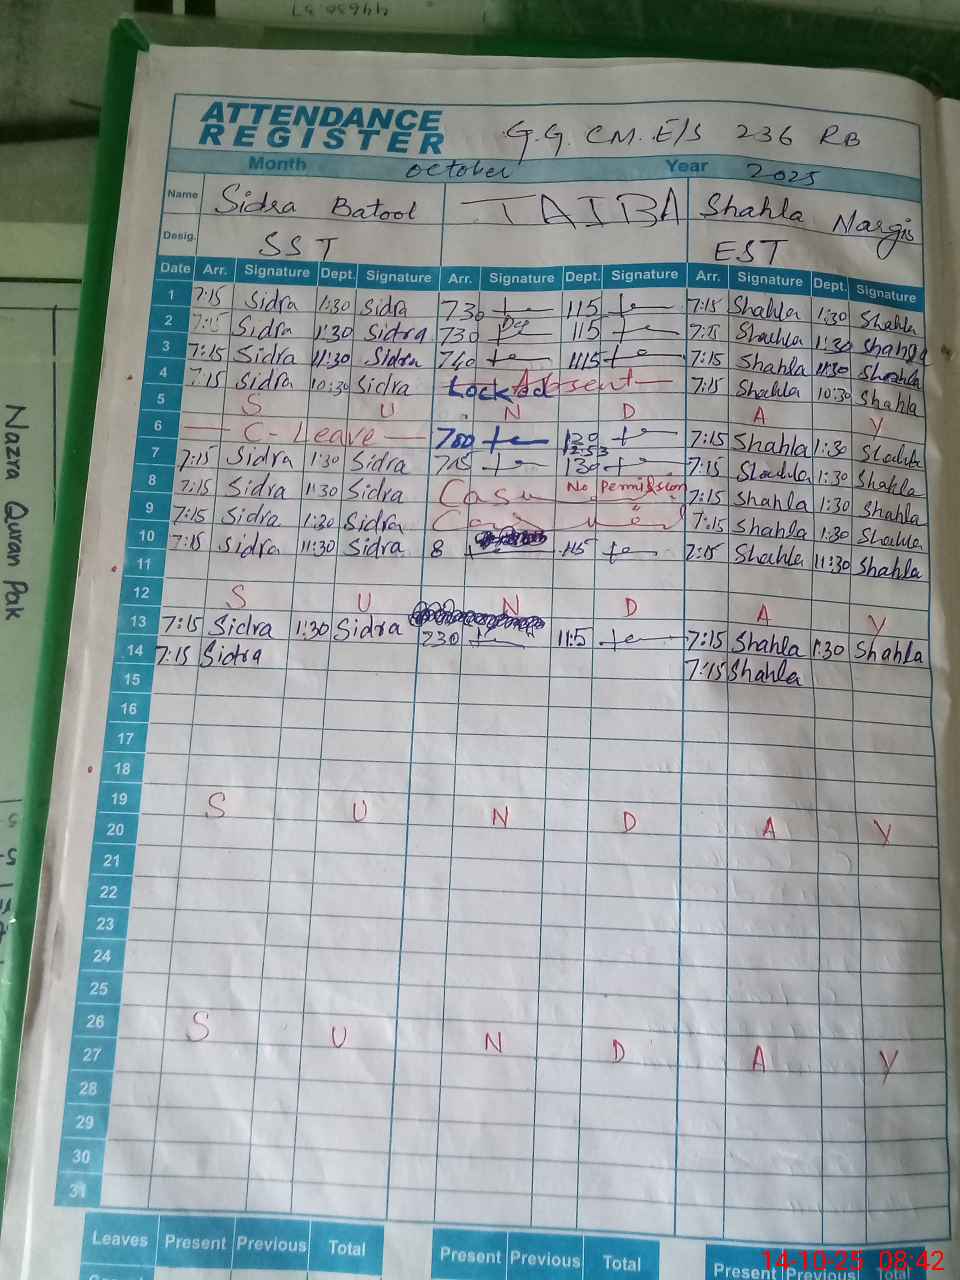 ATTENDANCE
REGISTER
G.G. CM. E/S 236 RB
Month October Year 2025
Name Sidra Batool TAIBA Shahla Nargis
Desig. SST EST
Date Arr. Signature Dept. Signature Arr. Signature Dept. Signature Arr. Signature Dept. Signature
1 7:15 Sidra 1:30 Sidra 730 115 7:15 Shahla 1:30 Shahla
2 7:15 Sidra 1:30 Sidra 730 115 7:15 Shahla 1:30 Shahla
3 7:15 Sidra 11:30 Sidra 740 1115 7:15 Shahla 11:30 Shahla
4 7:15 Sidra 10:30 Sidra Locked Absent 7:15 Shahla 10:30 Shahla
5 S U N D A Y
6 C-Leave 700 120 7:15 Shahla 1:30 Shahla
12:53
7 7:15 Sidra 1:30 Sidra 715 130 7:15 Shahla 1:30 Shahla
8 7:15 Sidra 1:30 Sidra No Permission 7:15 Shahla 1:30 Shahla
9 7:15 Sidra 1:30 Sidra 7:15 Shahla 1:30 Shahla
10 7:15 Sidra 11:30 Sidra 8 115 7:15 Shahla 11:30 Shahla
11
12 S U N D A Y
13 7:15 Sidra 1:30 Sidra 730 115 7:15 Shahla 1:30 Shahla
14 7:15 Sidra 7:15 Shahla
15
16
17
18
19 S U N D A Y
20
21
22
23
24
25
26 S U N D A Y
27
28
29
30
31
Leaves Present Previous Total Present Previous Total Present Previous Total
Nazra Quran Pak
14-10-25 08:42